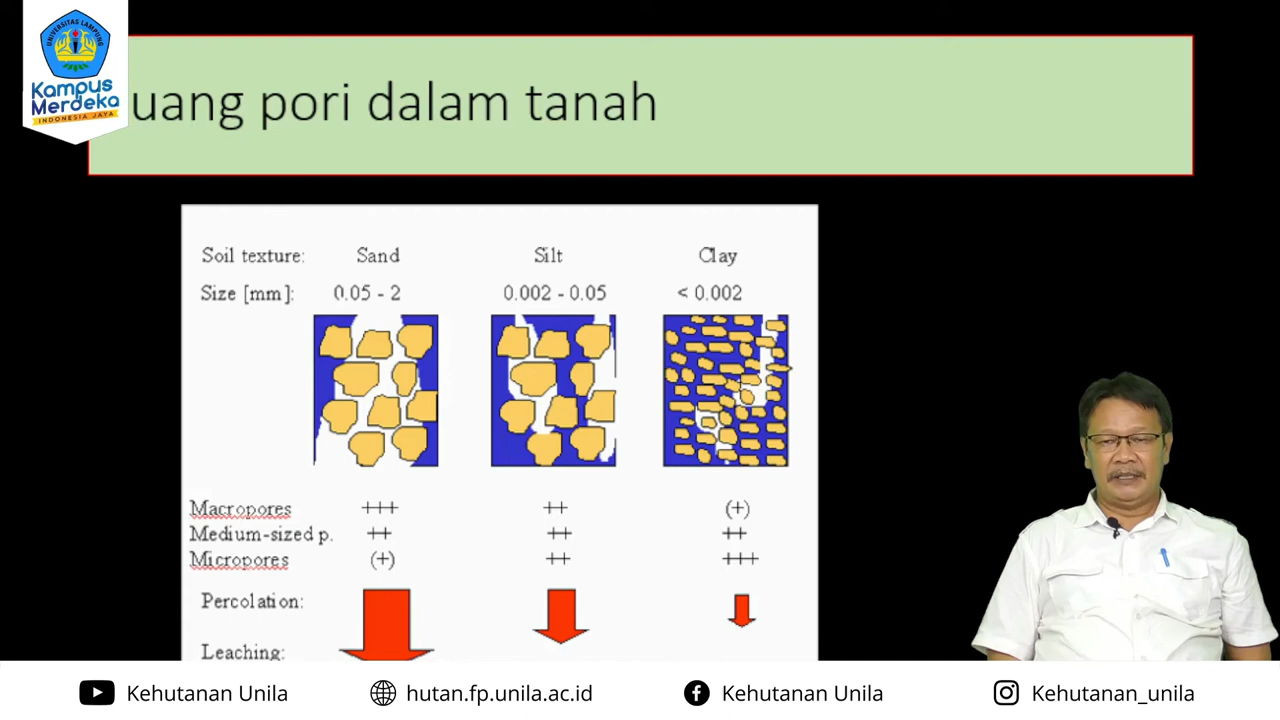 UNIVERSITAS LAMPUNG
Kampus
Merdeka
INDONESIA JAYA
uang pori dalam tanah
Soil texture: Sand Silt Clay
Size [mm]: 0.05 - 2 0.002 - 0.05 < 0.002
Macropores +++ ++ (+)
Medium-sized p. ++ ++ ++
Micropores (+) ++ +++
Percolation:
Leaching:
Kehutanan Unila hutan.fp.unila.ac.id Kehutanan Unila Kehutanan_unila